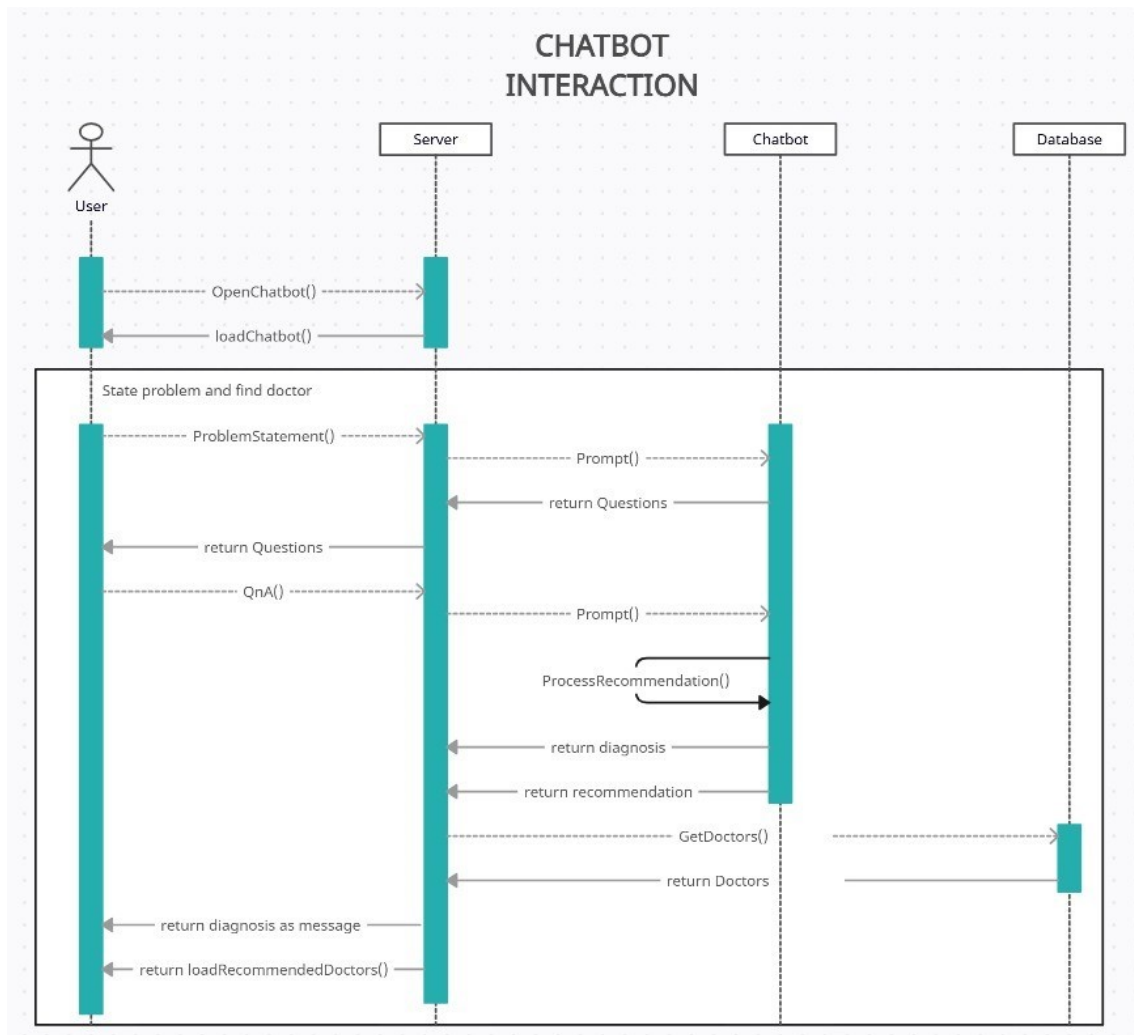 CHATBOT
INTERACTION
Server
Chatbot
Database
User
OpenChatbot()
loadChatbot()
State problem and find doctor
ProblemStatement()
Prompt()
return Questions
return Questions
QnA()
Prompt()
ProcessRecommendation()
return diagnosis
return recommendation
GetDoctors()
return Doctors
return diagnosis as message
return loadRecommendedDoctors()